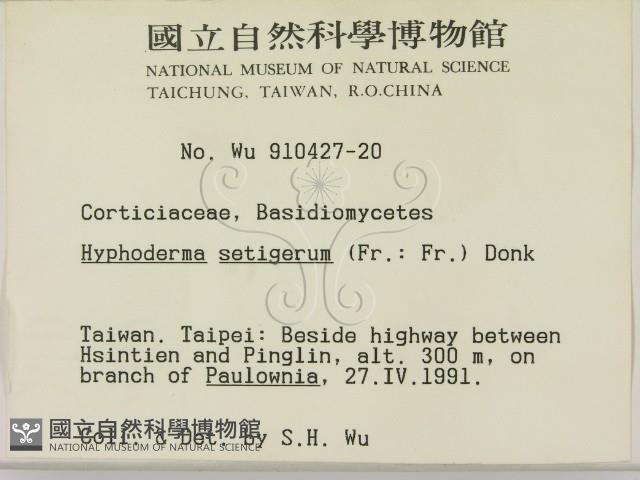 國立自然科學博物館
NATIONAL MUSEUM OF NATURAL SCIENCE
TAICHUNG, TAIWAN, R.O.CHINA
No. Wu 910427-20
Corticiaceae, Basidiomycetes
Hyphoderma setigerum (Fr.: Fr.) Donk
Taiwan. Taipei: Beside highway between
Hsintien and Pinglin, alt. 300 m, on
branch of Paulownia, 27.IV.1991.
Coll. & Det. by S.H. Wu
國立自然科學博物館
NATIONAL MUSEUM OF NATURAL SCIENCE